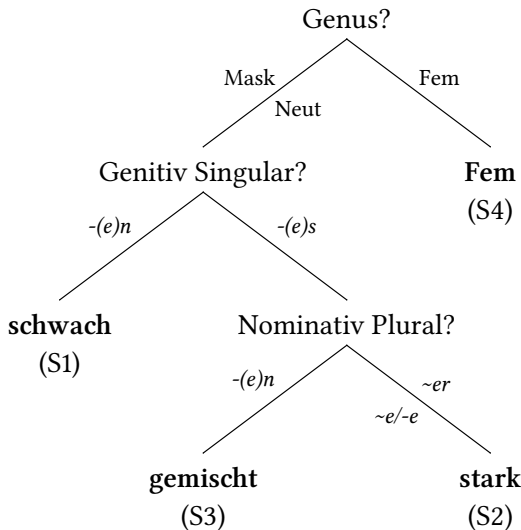 Genus?
Mask
Neut
Fem
Genitiv Singular?
Fem
(S4)
-(e)n
-(e)s
schwach
(S1)
Nominativ Plural?
-(e)n
~er
~e/-e
gemischt
(S3)
stark
(S2)